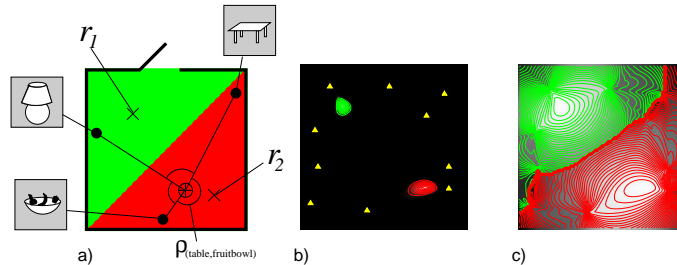 r1
r2
ρ(table,fruitbowl)
a)
b)
c)